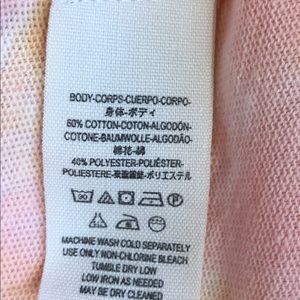 BODY-CORPS-CUERPO-CORPO-
身体-ボディ
60% COTTON-COTON-ALGODÓN-
COTONE-BAUMWOLLE-ALGODÃO-
棉花-綿
40% POLYESTER-POLIÉSTER-
POLIESTERE-聚酯纖維-ポリエステル
MACHINE WASH COLD SEPARATELY
USE ONLY NON-CHLORINE BLEACH
TUMBLE DRY LOW
LOW IRON AS NEEDED
MAY BE DRY CLEANED